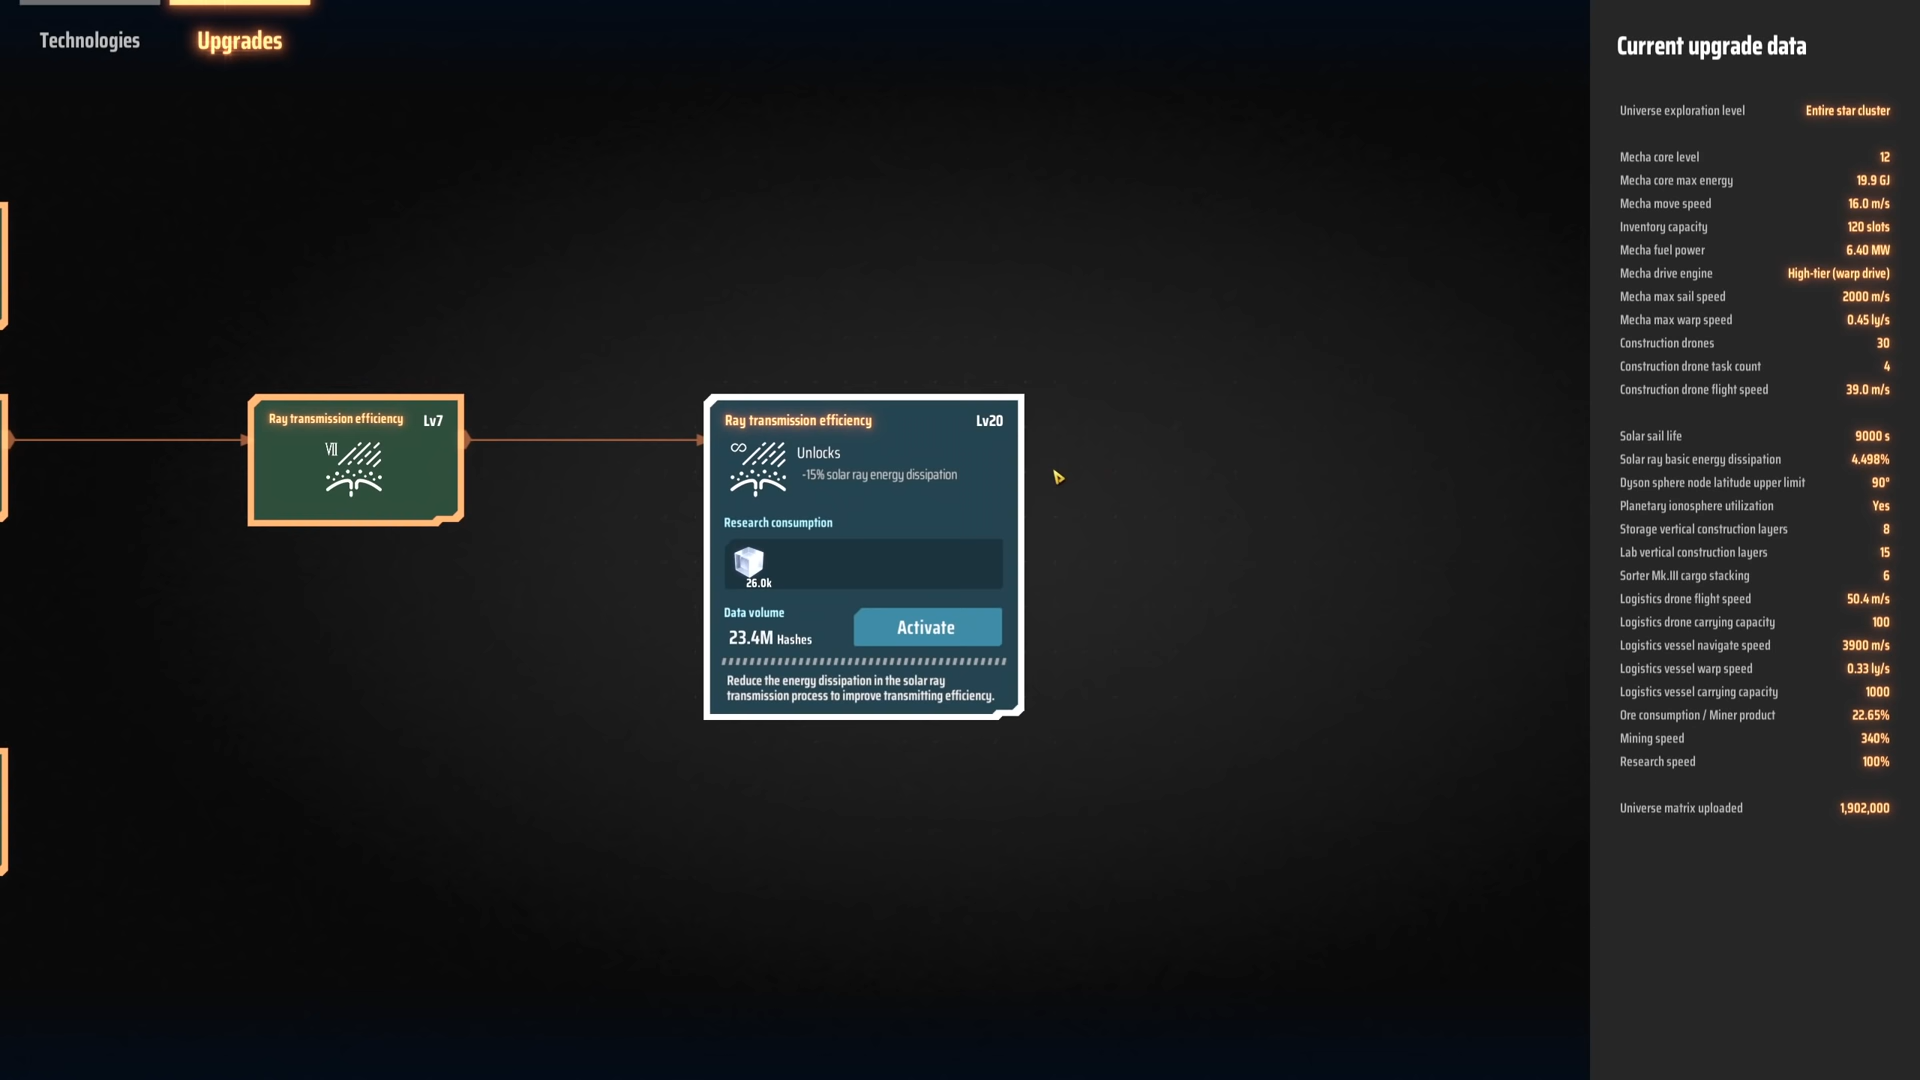 Technologies
Upgrades
Ray transmission efficiency Lv7
VII
Ray transmission efficiency Lv20
∞
Unlocks
-15% solar ray energy dissipation
Research consumption
26.0k
Data volume
23.4M Hashes
Activate
Reduce the energy dissipation in the solar ray
transmission process to improve transmitting efficiency.
Current upgrade data
Universe exploration level Entire star cluster
Mecha core level 12
Mecha core max energy 19.9 GJ
Mecha move speed 16.0 m/s
Inventory capacity 120 slots
Mecha fuel power 6.40 MW
Mecha drive engine High-tier (warp drive)
Mecha max sail speed 2000 m/s
Mecha max warp speed 0.45 ly/s
Construction drones 30
Construction drone task count 4
Construction drone flight speed 39.0 m/s
Solar sail life 9000 s
Solar ray basic energy dissipation 4.498%
Dyson sphere node latitude upper limit 90°
Planetary ionosphere utilization Yes
Storage vertical construction layers 8
Lab vertical construction layers 15
Sorter Mk.III cargo stacking 6
Logistics drone flight speed 50.4 m/s
Logistics drone carrying capacity 100
Logistics vessel navigate speed 3900 m/s
Logistics vessel warp speed 0.33 ly/s
Logistics vessel carrying capacity 1000
Ore consumption / Miner product 22.65%
Mining speed 340%
Research speed 100%
Universe matrix uploaded 1,902,000